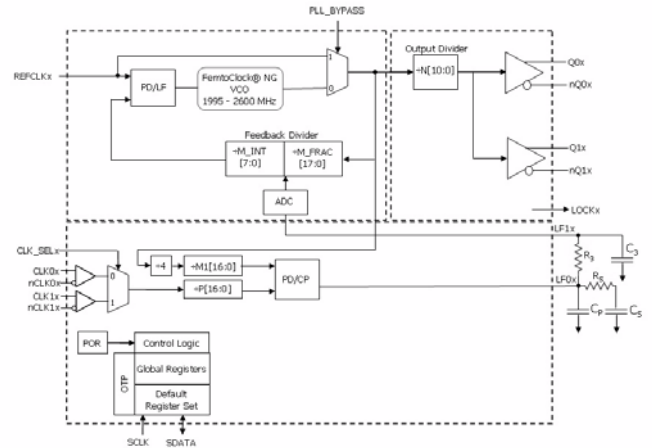 PLL_BYPASS
REFCLKx
PD/LF
FemtoClock® NG
VCO
1995 - 2600 MHz
1
0
Output Divider
÷N[10:0]
Q0x
nQ0x
Q1x
nQ1x
Feedback Divider
÷M_INT
[7:0]
÷M_FRAC
[17:0]
ADC
LOCKx
LF1x
CLK_SELx
CLK0x
nCLK0x
CLK1x
nCLK1x
0
1
÷4
÷M1[16:0]
÷P[16:0]
PD/CP
LF0x
R3
C3
RS
CP
CS
POR
Control Logic
OTP
Global Registers
Default
Register Set
SCLK
SDATA